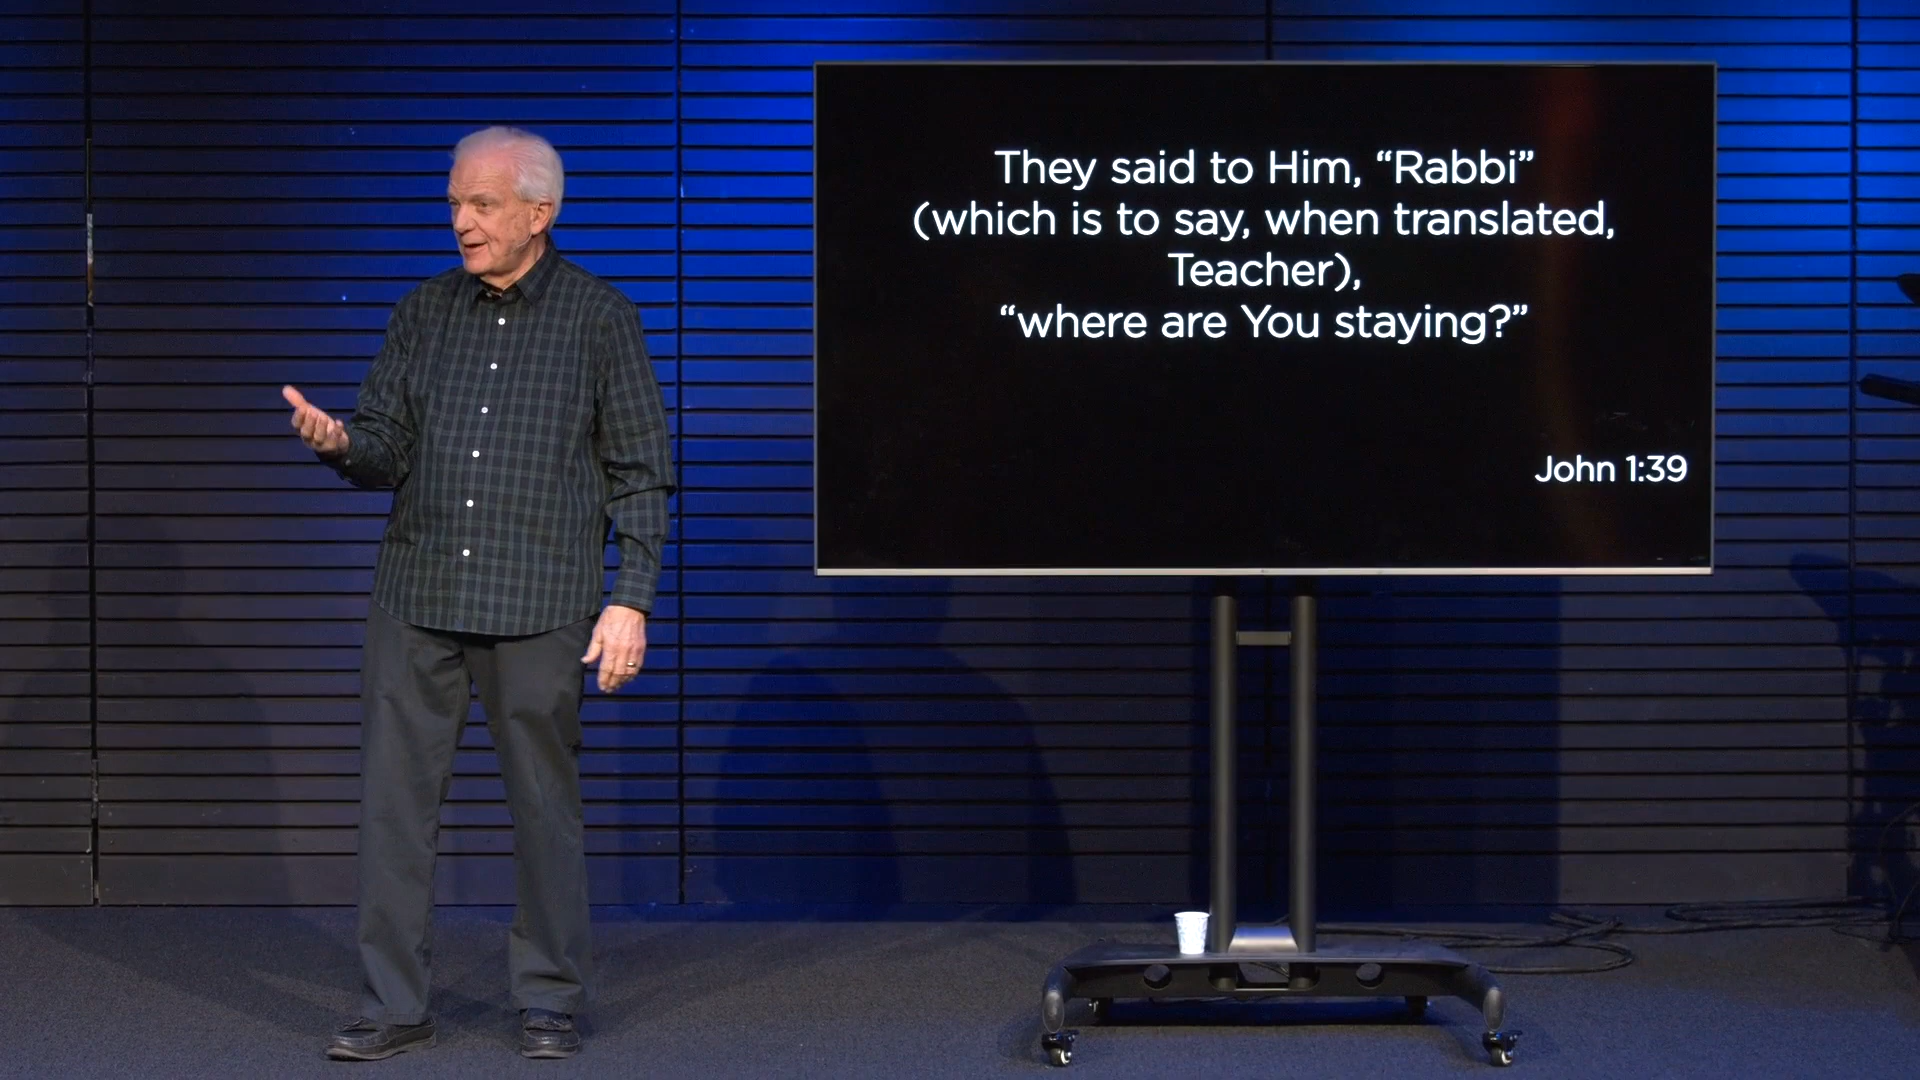 They said to Him, “Rabbi”
(which is to say, when translated,
Teacher),
“where are You staying?”
John 1:39